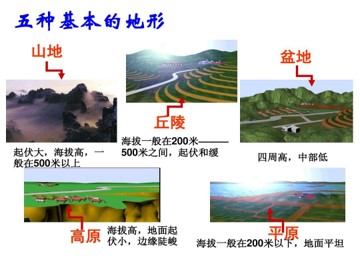 五种基本的地形
山地
盆地
丘陵
起伏大，海拔高，一
般在500米以上
海拔一般在200米——
500米之间，起伏和缓
四周高，中部低
高原
海拔高，地面起
伏小，边缘陡峻
平原
海拔一般在200米以下，地面平坦